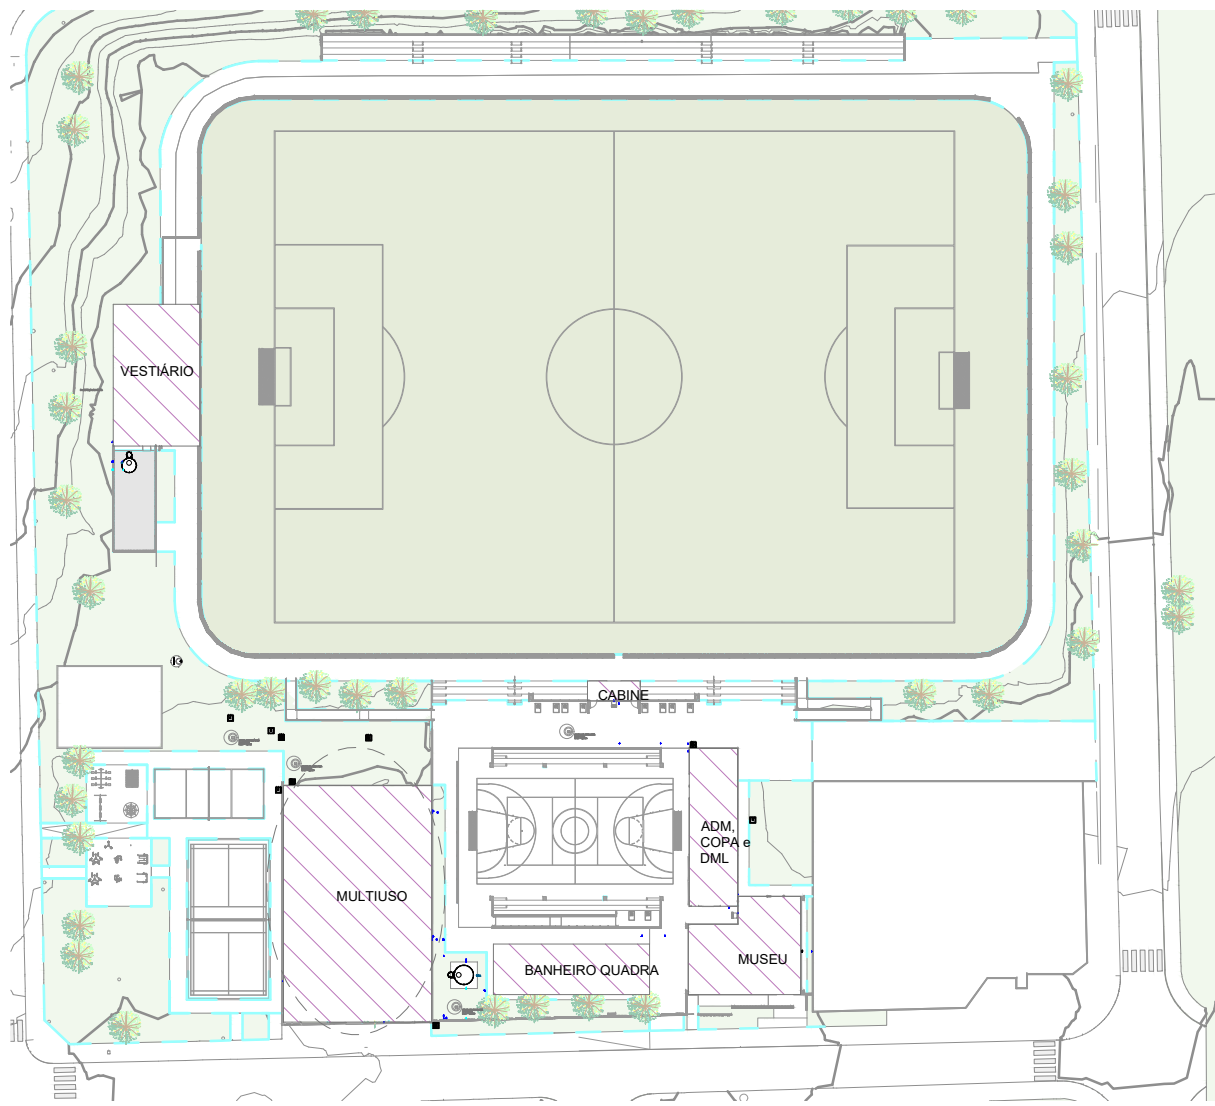 VESTIÁRIO
CABINE
ADM,
COPA e
DML
MULTIUSO
MUSEU
BANHEIRO QUADRA